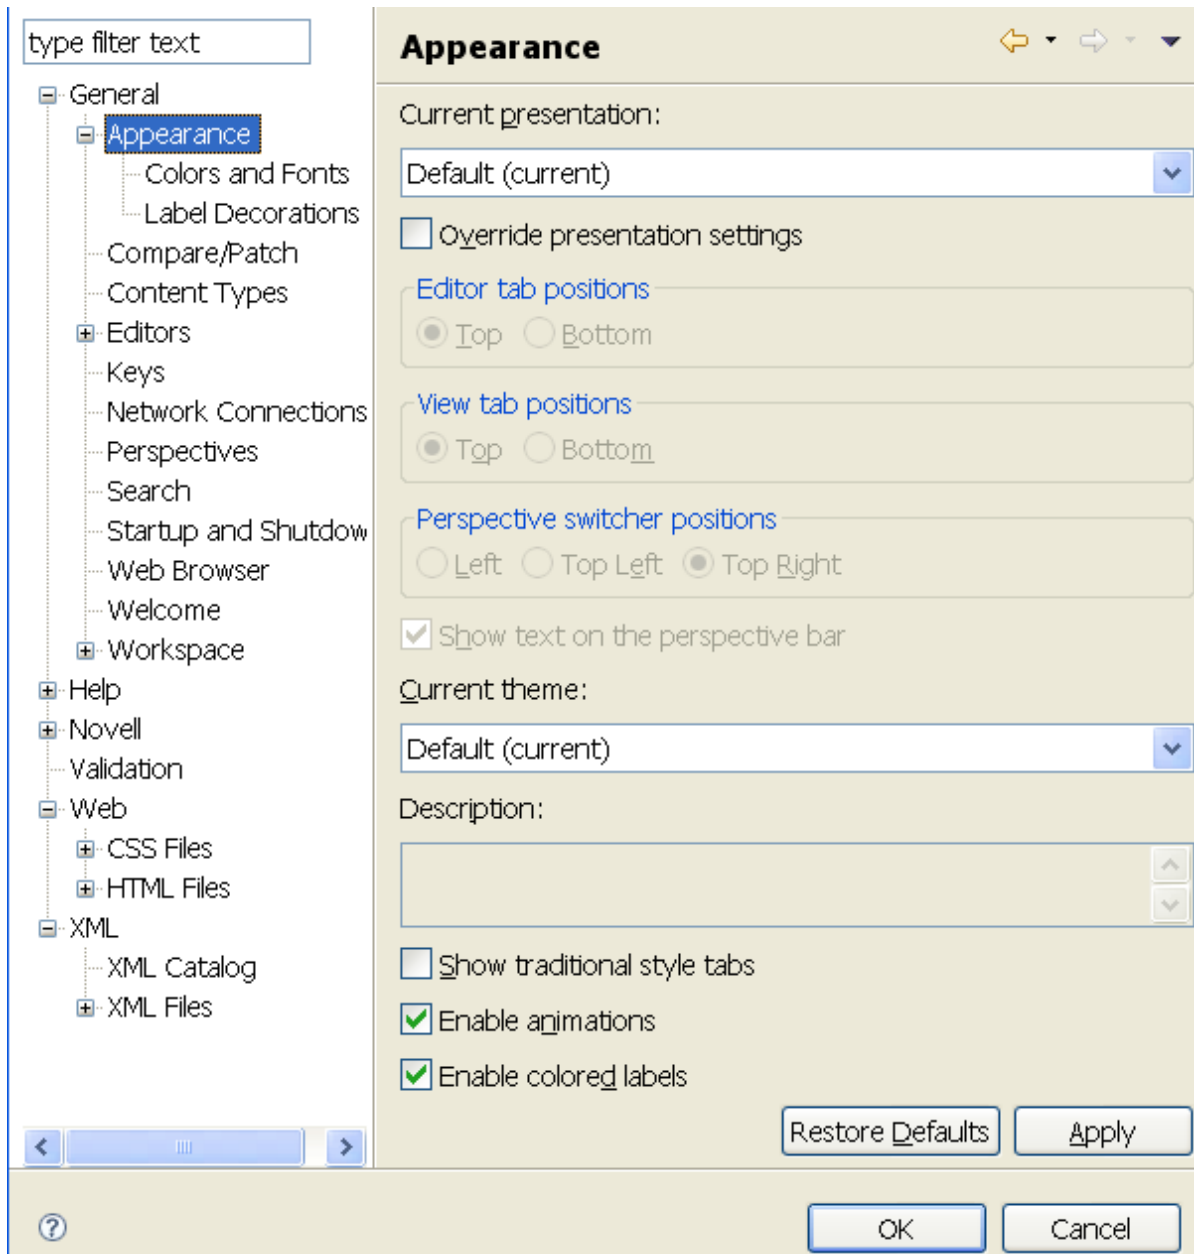 type filter text
General
Appearance
Colors and Fonts
Label Decorations
Compare/Patch
Content Types
Editors
Keys
Network Connections
Perspectives
Search
Startup and Shutdow
Web Browser
Welcome
Workspace
Help
Novell
Validation
Web
CSS Files
HTML Files
XML
XML Catalog
XML Files
Appearance
Current presentation:
Default (current)
Override presentation settings
Editor tab positions
Top Bottom
View tab positions
Top Bottom
Perspective switcher positions
Left Top Left Top Right
Show text on the perspective bar
Current theme:
Default (current)
Description:
Show traditional style tabs
Enable animations
Enable colored labels
Restore Defaults Apply
OK Cancel